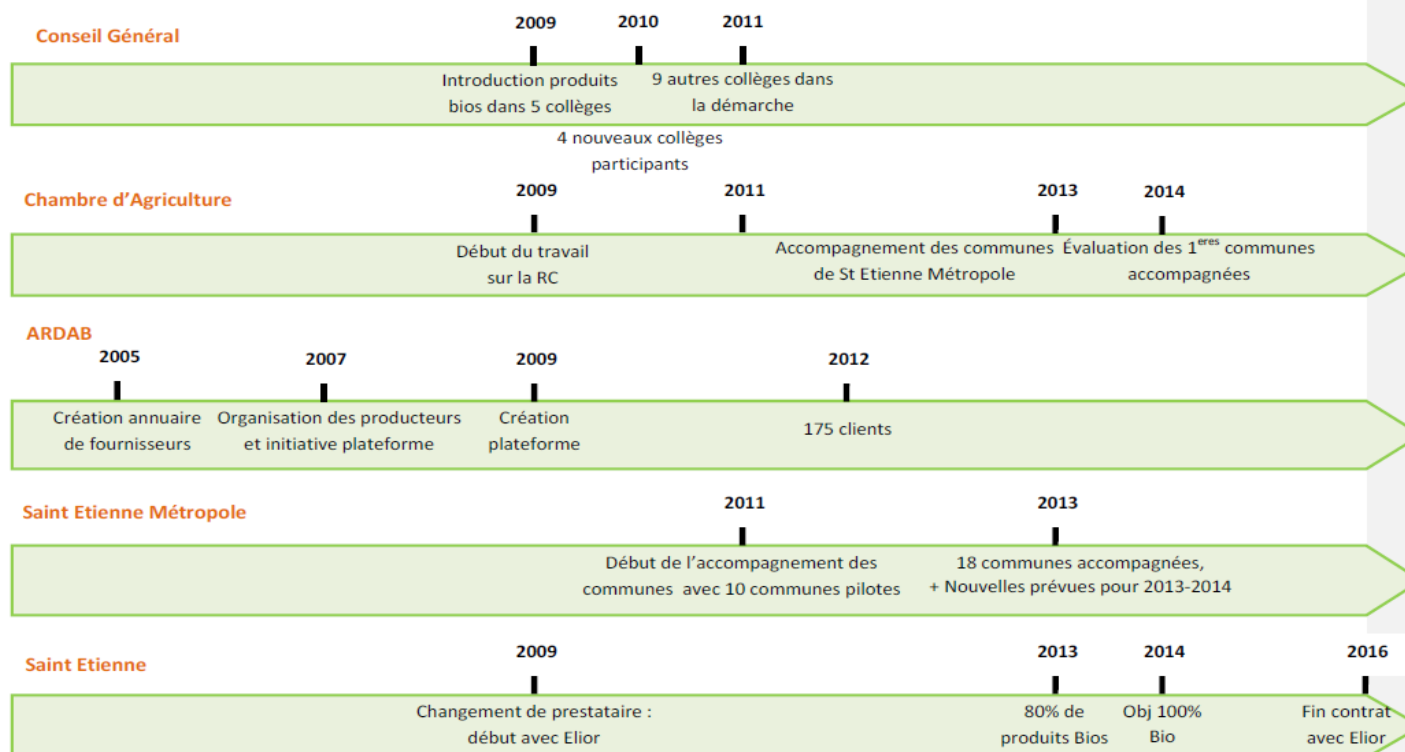 Conseil Général
2009 2010 2011
Introduction produits
bios dans 5 collèges
9 autres collèges dans
la démarche
4 nouveaux collèges
participants
Chambre d’Agriculture
2009 2011 2013 2014
Début du travail
sur la RC
Accompagnement des communes
de St Etienne Métropole
Évaluation des 1eres communes
accompagnées
ARDAB
2005 2007 2009 2012
Création annuaire
de fournisseurs
Organisation des producteurs
et initiative plateforme
Création
plateforme
175 clients
Saint Etienne Métropole
2011 2013
Début de l’accompagnement des
communes avec 10 communes pilotes
18 communes accompagnées,
+ Nouvelles prévues pour 2013-2014
Saint Etienne
2009 2013 2014 2016
Changement de prestataire :
début avec Elior
80% de
produits Bios
Obj 100%
Bio
Fin contrat
avec Elior